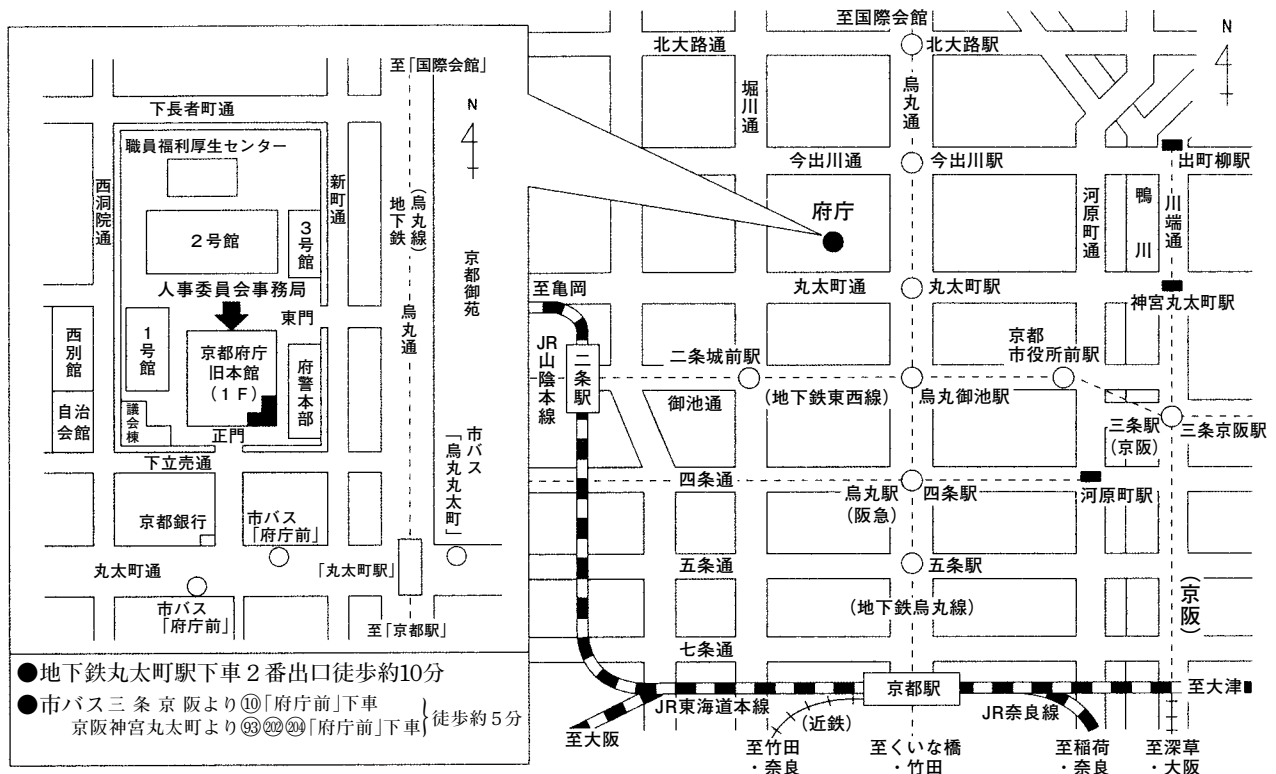 至「国際会館」
下長者町通
N
職員福利厚生センター
西洞院通
新町通
地下鉄
(烏丸線)
烏丸通
京都御苑
2号館
3号館
人事委員会事務局
東門
西別館
1号館
京都府庁
旧本館
(1F)
府警本部
自治
会館
議会棟
正門
下立売通
市バス
「烏丸丸太町」
京都銀行
市バス
「府庁前」
丸太町通
「丸太町駅」
市バス
「府庁前」
至「京都駅」
●地下鉄丸太町駅下車2番出口徒歩約10分
●市バス三条京阪より⑩「府庁前」下車
京阪神宮丸太町より93 202 204「府庁前」下車
徒歩約5分
至国際会館
N
北大路通
北大路駅
堀川通
烏丸通
今出川通
今出川駅
出町柳駅
府庁
河原町通
鴨川
川端通
丸太町通
丸太町駅
神宮丸太町駅
至亀岡
JR山陰本線
二条駅
二条城前駅
京都
市役所前駅
御池通
(地下鉄東西線)
烏丸御池駅
三条駅
(京阪)
三条京阪駅
四条通
烏丸駅
(阪急)
四条駅
河原町駅
五条通
五条駅
(地下鉄烏丸線)
(京阪)
七条通
京都駅
至大津
JR東海道本線
(近鉄)
JR奈良線
至大阪
至竹田
・奈良
至くいな橋
・竹田
至稲荷
・奈良
至深草
・大阪